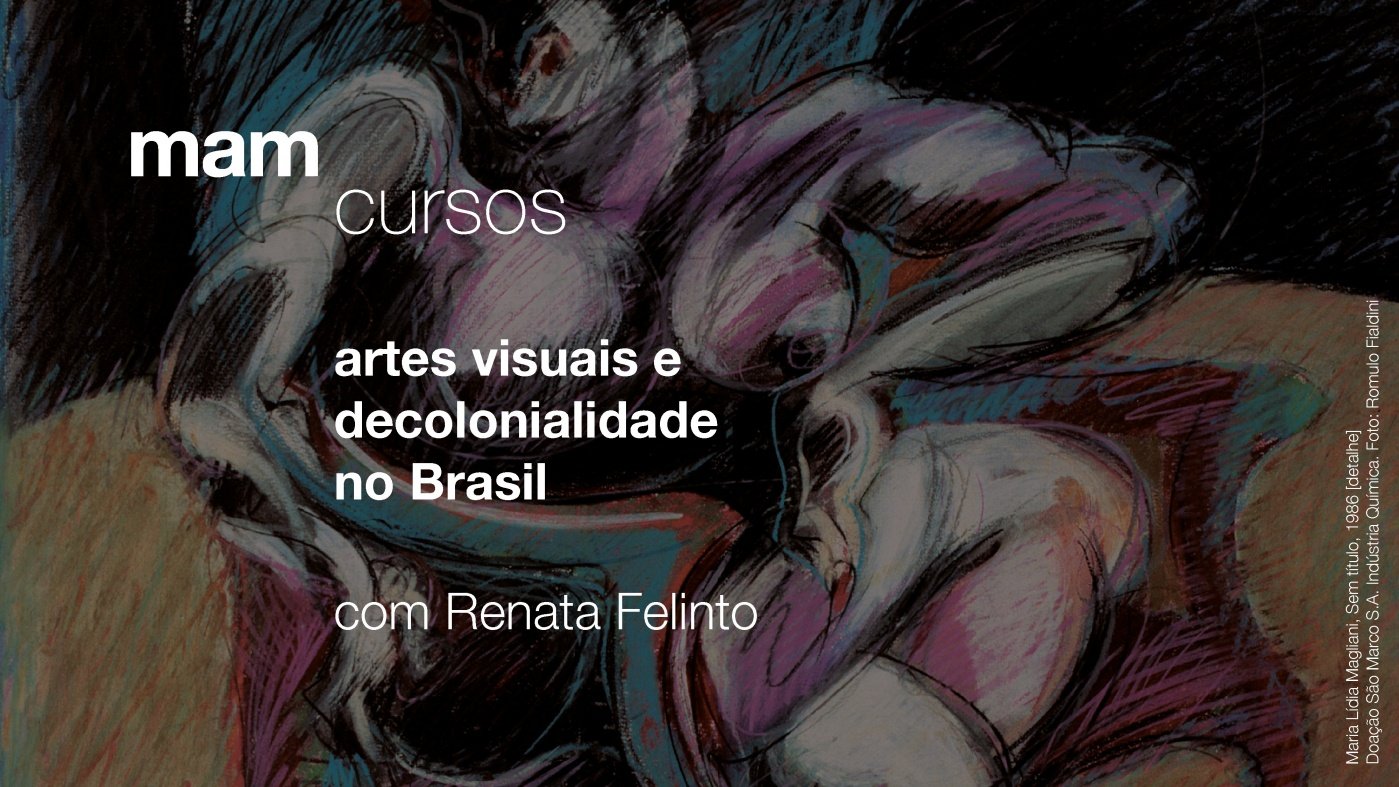 mam
cursos
artes visuais e
decolonialidade
no Brasil
com Renata Felinto
Maria Lídia Magliani, Sem título, 1986 [detalhe]
Doação São Marco S.A. Indústria Química. Foto: Romulo Fialdini